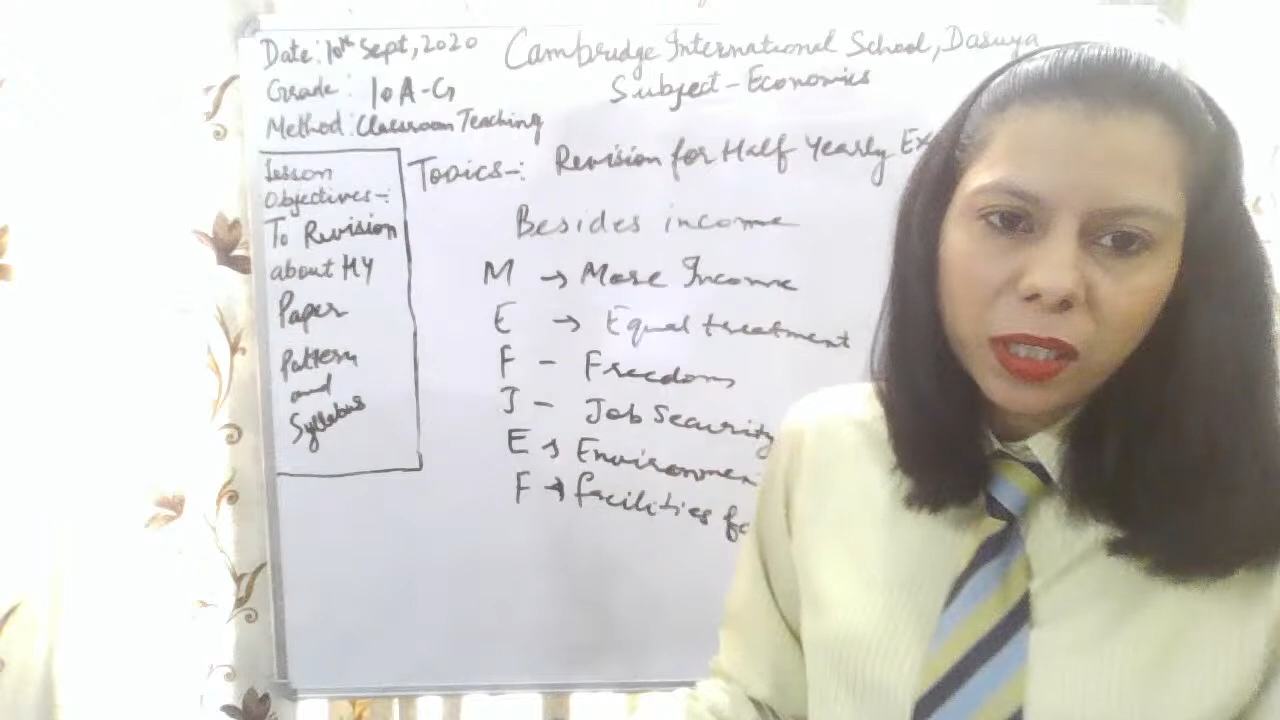 Date: 10th Sept, 2020
Cambridge International School, Dasuya
Grade: 10 A-G
Subject - Economics
Method: Classroom Teaching
Lesson
Objectives -:
To Revision
about HY
Paper
Pattern
and
Syllabus
Topics -: Revision for Half Yearly Ex
Besides income
M → More Income
E → Equal treatment
F - Freedom
J - Job Security
E → Environmen
F → facilities fo